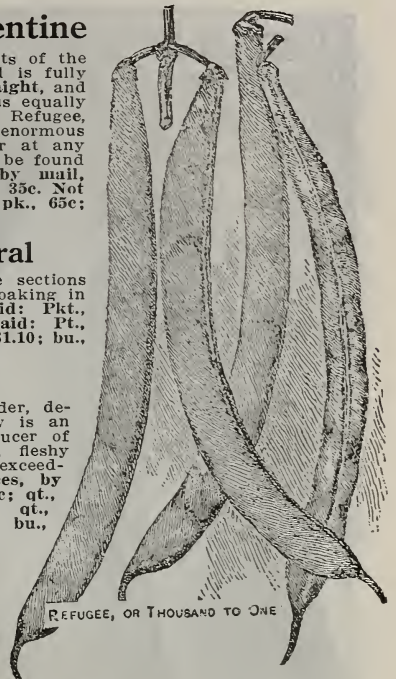 entine
ts of the
l is fully
aight, and
s equally
Refugee,
enormous
r at any
be found
by mail,
35c. Not
pk., 65c;
ral
e sections
oaking in
id: Pkt.,
aid: Pt.,
$1.10; bu.,
der, de-
y is an
ucer of
fleshy
exceed-
es, by
c; qt.,
qt.,
bu.,
REFUGEE, OR THOUSAND TO ONE